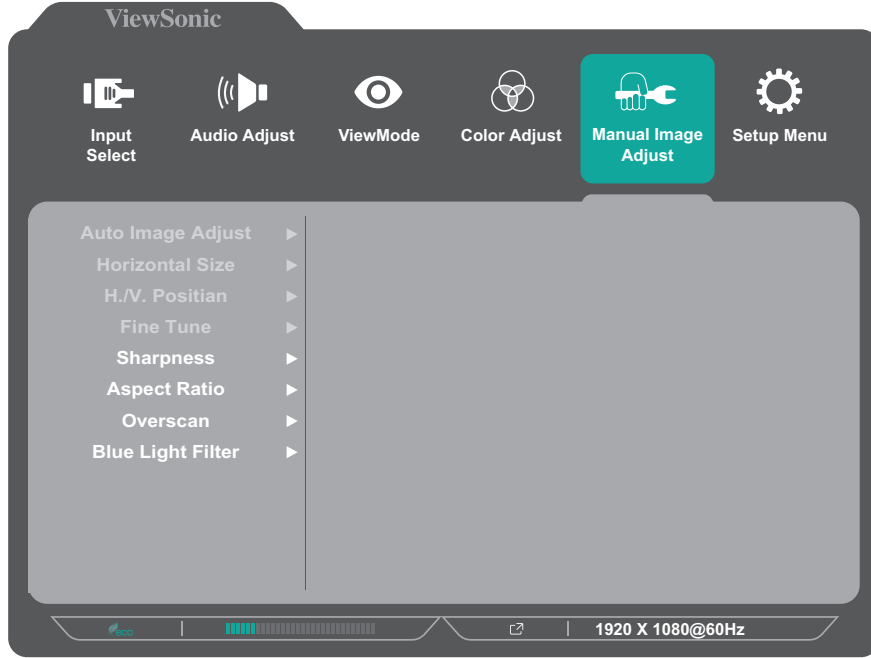 ViewSonic
Input Select
Audio Adjust
ViewMode
Color Adjust
Manual Image Adjust
Setup Menu
Auto Image Adjust
Horizontal Size
H./V. Positian
Fine Tune
Sharpness
Aspect Ratio
Overscan
Blue Light Filter
eco
1920 X 1080@60Hz